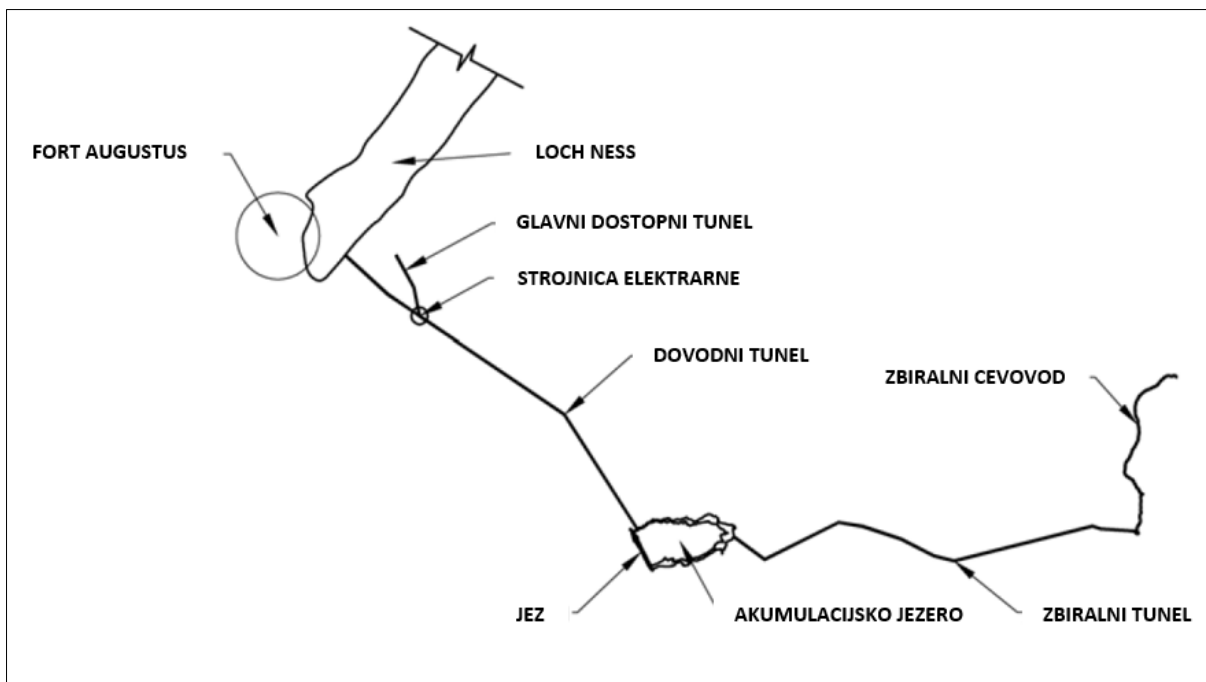 FORT AUGUSTUS
LOCH NESS
GLAVNI DOSTOPNI TUNEL
STROJNICA ELEKTRARNE
DOVODNI TUNEL
ZBIRALNI CEVOVOD
JEZ
AKUMULACIJSKO JEZERO
ZBIRALNI TUNEL